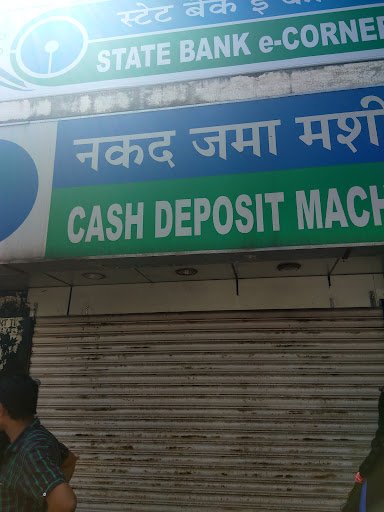 स्टेट बैंक ई
STATE BANK e-CORNER
नकद जमा मशी
CASH DEPOSIT MACH